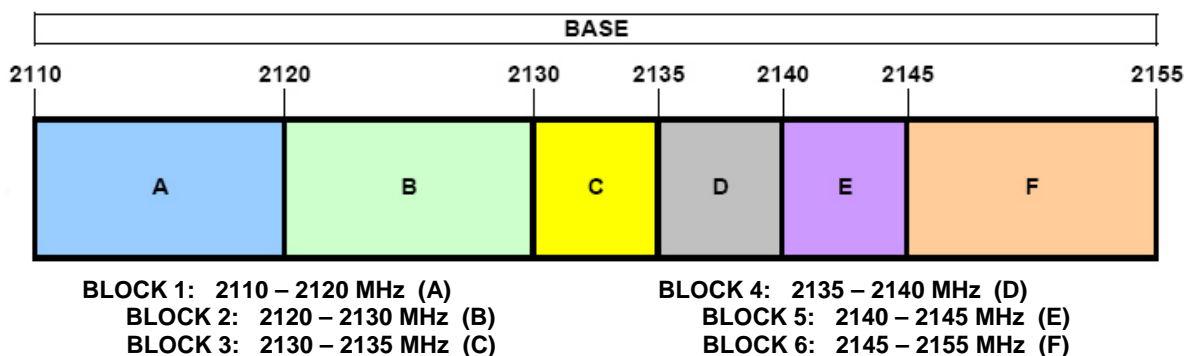 BASE
2110 2120 2130 2135 2140 2145 2155
A B C D E F
BLOCK 1: 2110 – 2120 MHz (A)
BLOCK 2: 2120 – 2130 MHz (B)
BLOCK 3: 2130 – 2135 MHz (C)
BLOCK 4: 2135 – 2140 MHz (D)
BLOCK 5: 2140 – 2145 MHz (E)
BLOCK 6: 2145 – 2155 MHz (F)